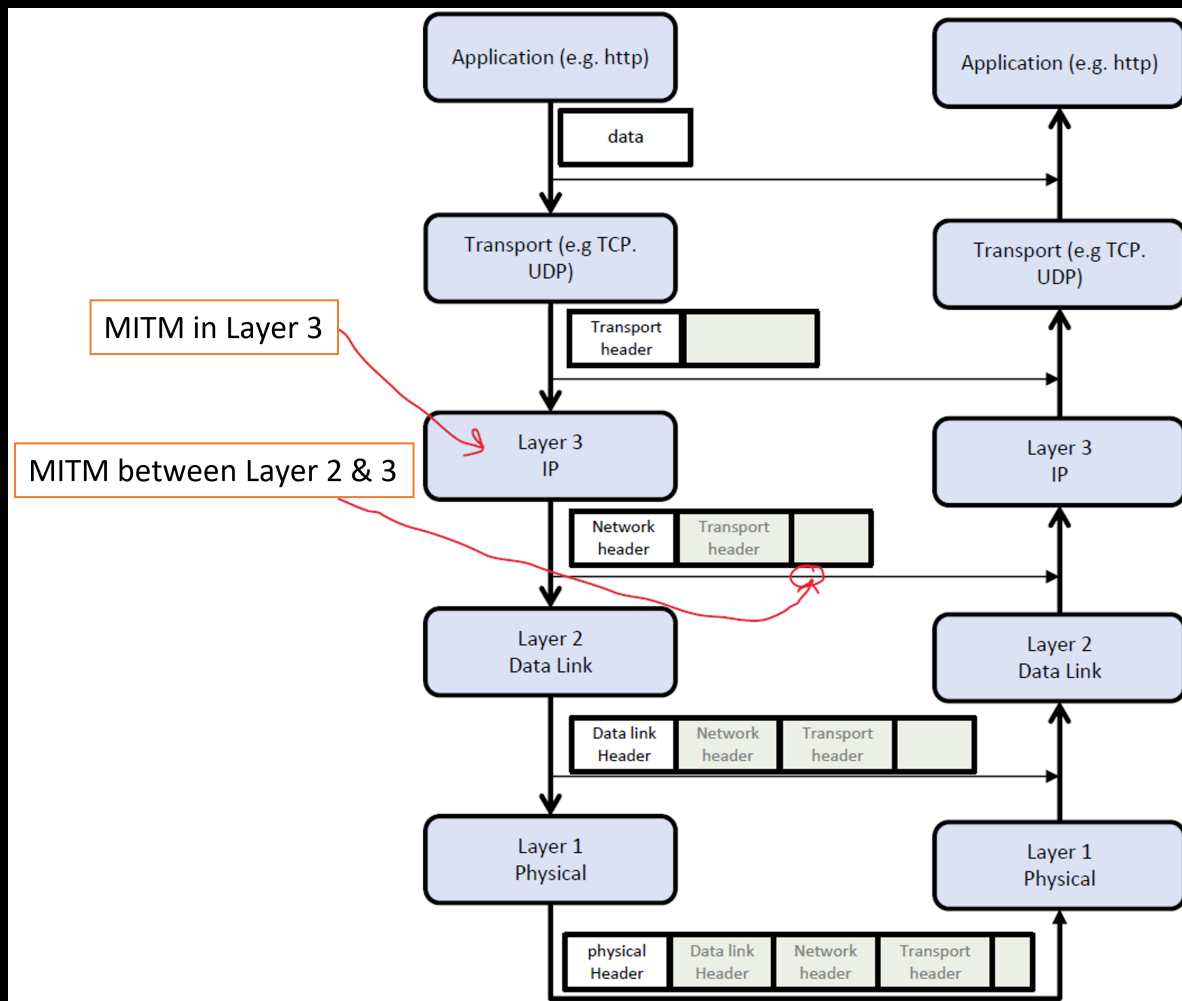 Application (e.g. http)
Application (e.g. http)
data
Transport (e.g TCP.
UDP)
Transport (e.g TCP.
UDP)
MITM in Layer 3
Transport
header
Layer 3
IP
Layer 3
IP
MITM between Layer 2 & 3
Network
header
Transport
header
Layer 2
Data Link
Layer 2
Data Link
Data link
Header
Network
header
Transport
header
Layer 1
Physical
Layer 1
Physical
physical
Header
Data link
Header
Network
header
Transport
header